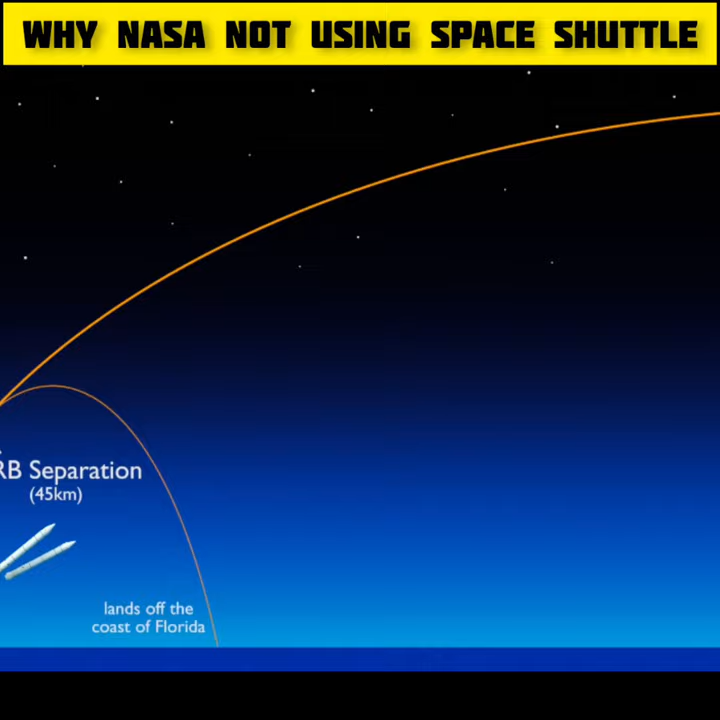 WHY NASA NOT USING SPACE SHUTTLE
RB Separation
(45km)
lands off the
coast of Florida